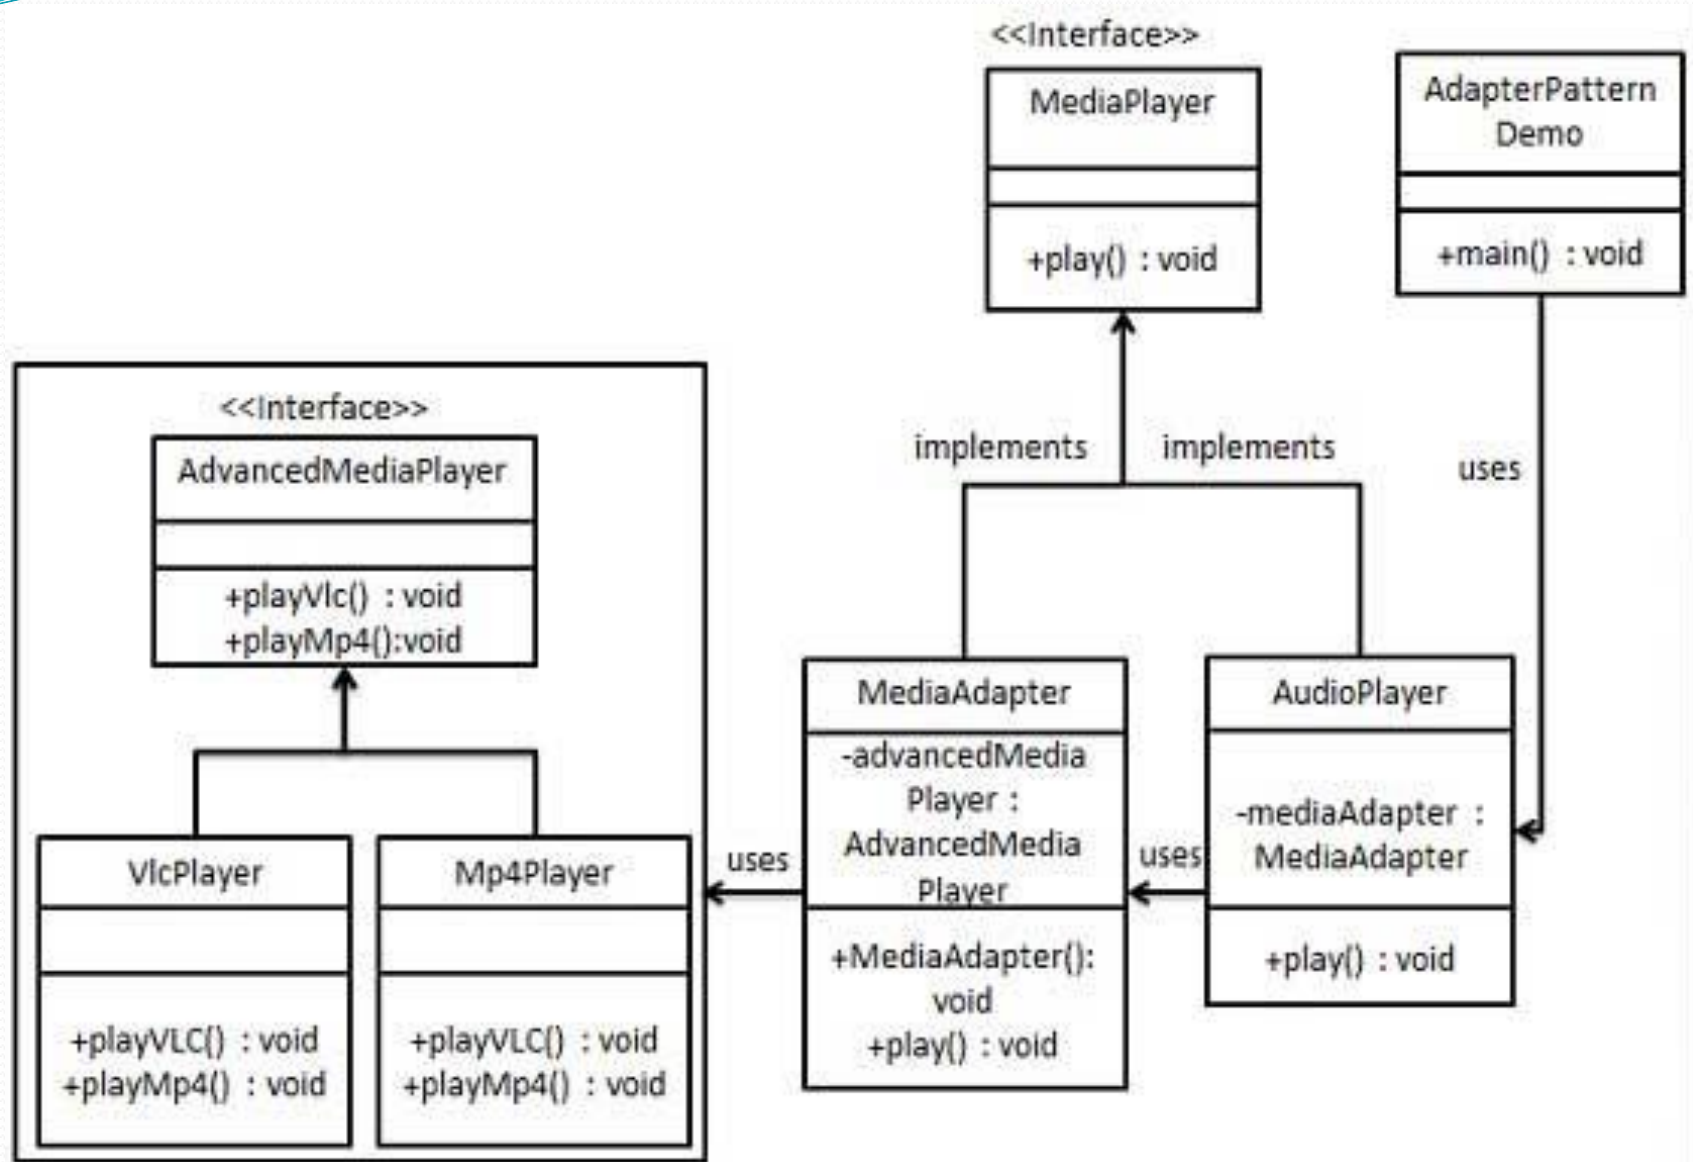 <<Interface>>
MediaPlayer
+play() : void
AdapterPattern
Demo
+main() : void
implements
implements
uses
<<Interface>>
AdvancedMediaPlayer
+playVlc() : void
+playMp4():void
VlcPlayer
+playVLC() : void
+playMp4() : void
Mp4Player
+playVLC() : void
+playMp4() : void
uses
MediaAdapter
-advancedMedia
Player :
AdvancedMedia
Player
+MediaAdapter():
void
+play() : void
uses
AudioPlayer
-mediaAdapter :
MediaAdapter
+play() : void